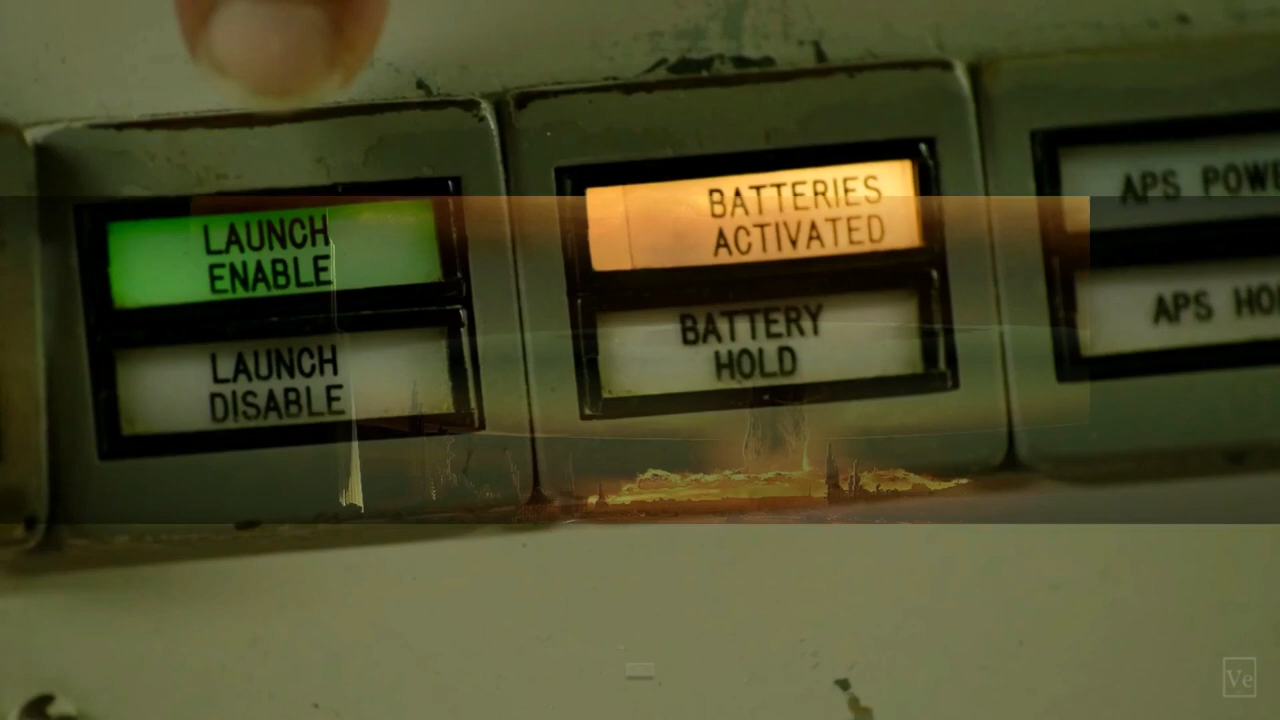 LAUNCH
ENABLE
LAUNCH
DISABLE
BATTERIES
ACTIVATED
BATTERY
HOLD
APS
APS
Ve